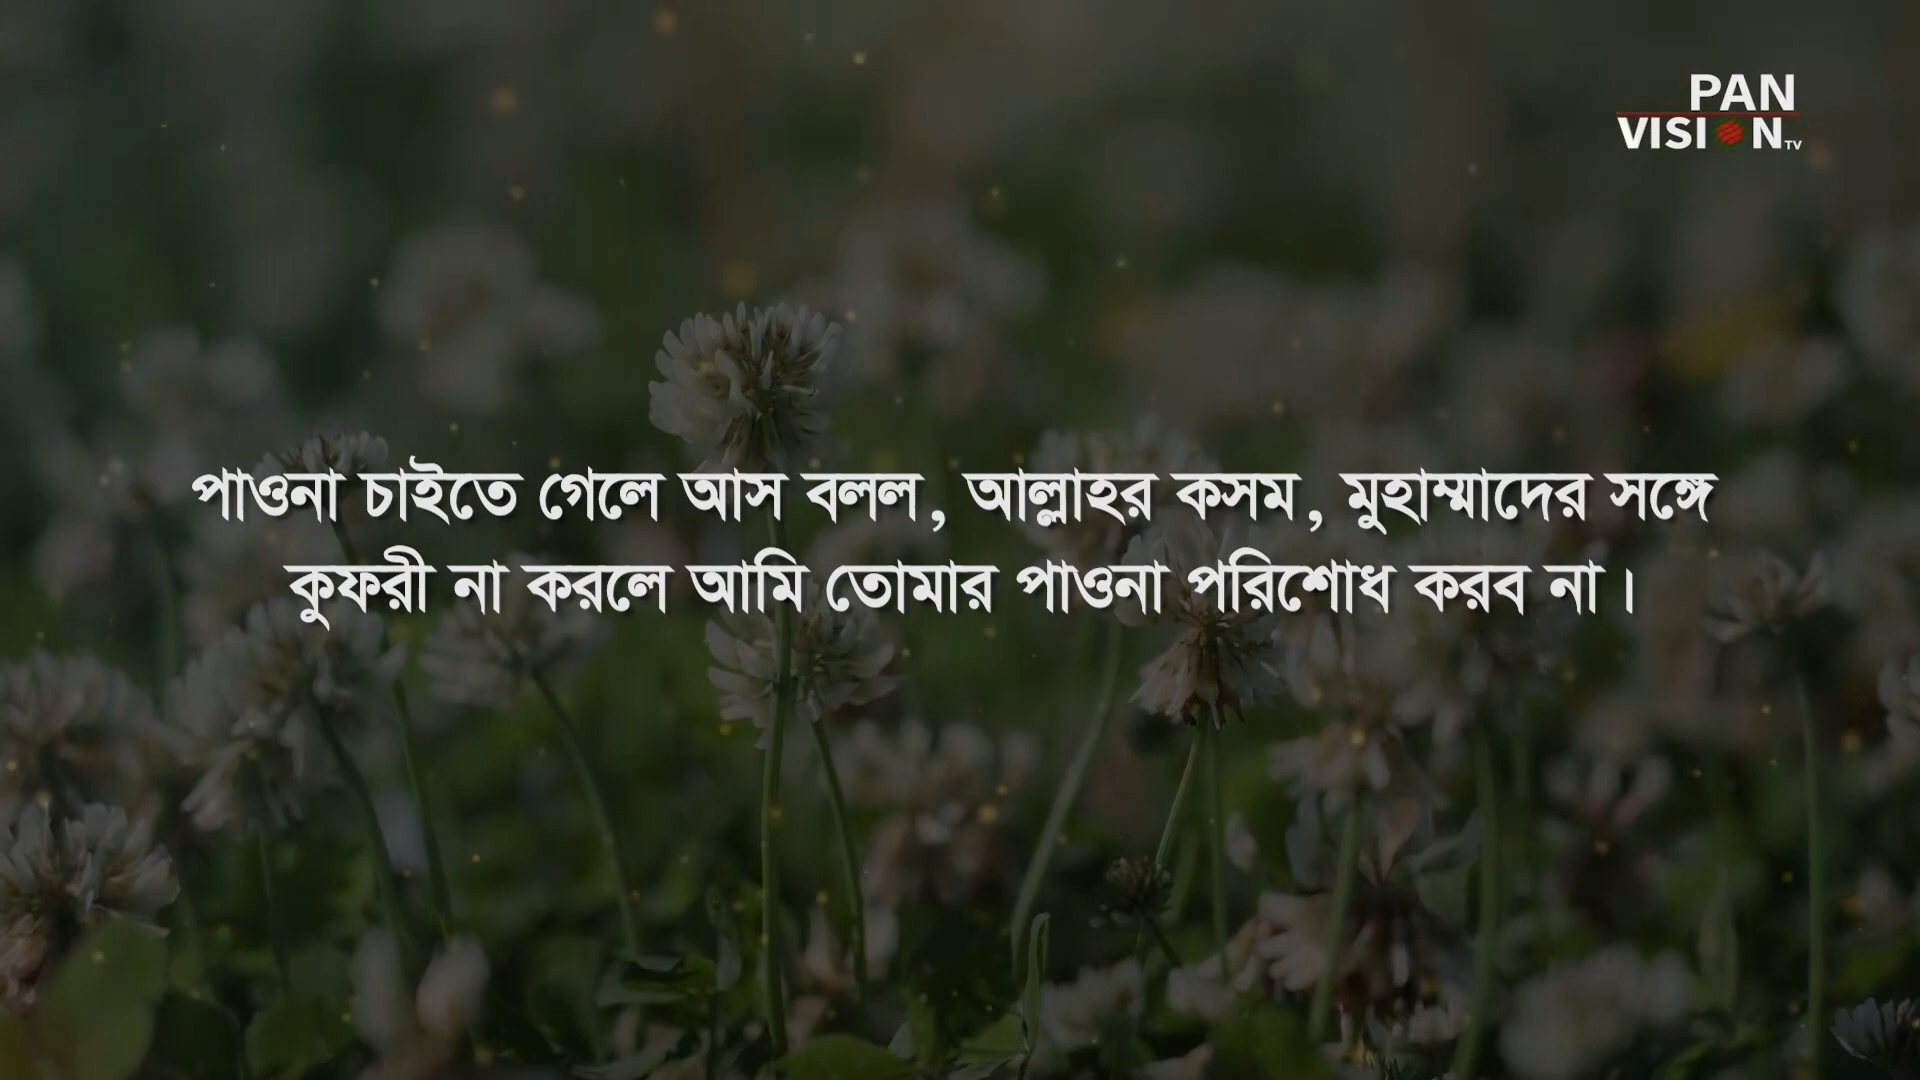 PAN
VISION TV
পাওনা চাইতে গেলে আস বলল, আল্লাহর কসম, মুহাম্মাদের সঙ্গে
কুফরী না করলে আমি তোমার পাওনা পরিশোধ করব না।